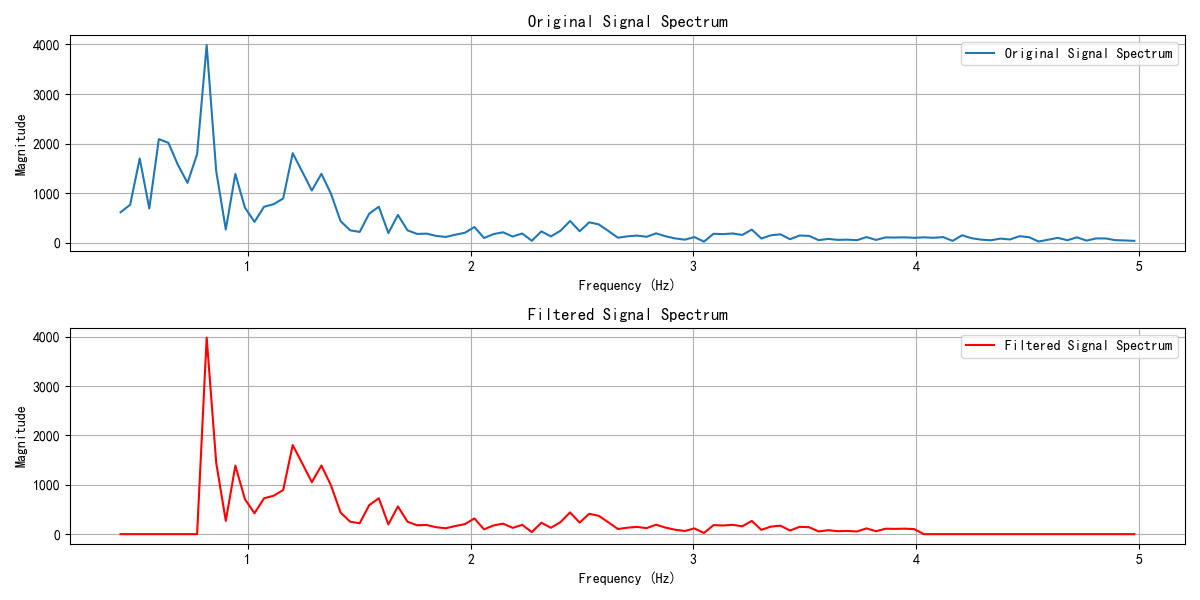 Original Signal Spectrum
4000
3000
2000
1000
0
Magnitude
Original Signal Spectrum
1 2 3 4 5
Frequency (Hz)
Filtered Signal Spectrum
4000
3000
2000
1000
0
Magnitude
Filtered Signal Spectrum
1 2 3 4 5
Frequency (Hz)